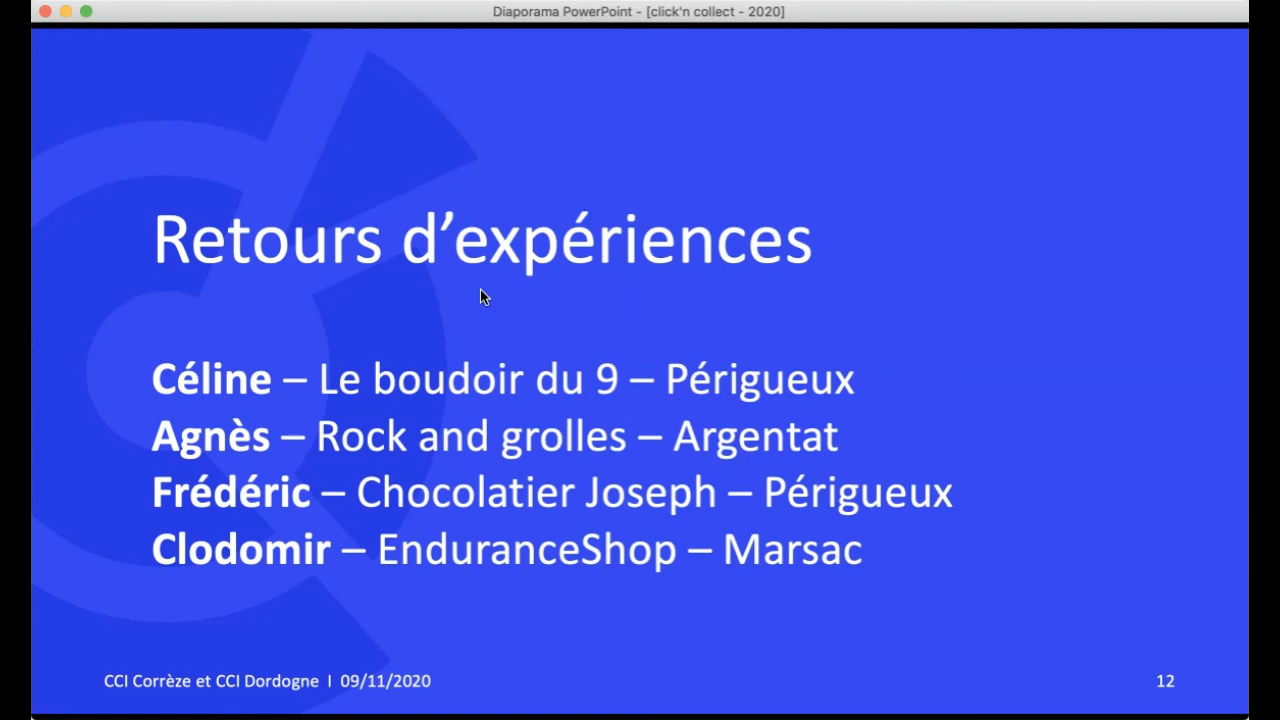 Diaporama PowerPoint - [click'n collect - 2020]
Retours d’expériences
Céline – Le boudoir du 9 – Périgueux
Agnès – Rock and grolles – Argentat
Frédéric – Chocolatier Joseph – Périgueux
Clodomir – EnduranceShop – Marsac
CCI Corrèze et CCI Dordogne I 09/11/2020
12